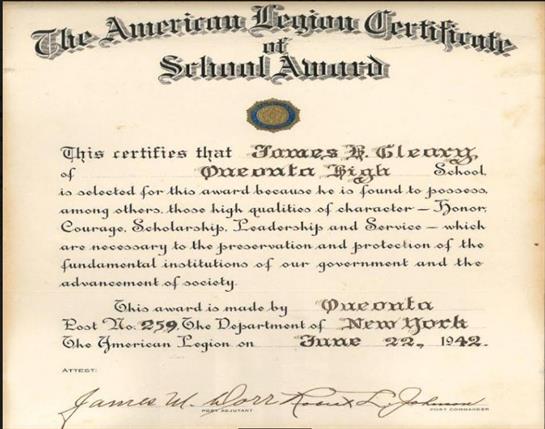 The American Legion Certificate
of
School Award
This certifies that James B. Cleary
of Oneonta High School
is selected for this award because he is found to possess,
among others, those high qualities of character — Honor,
Courage, Scholarship, Leadership and Service — which
are necessary to the preservation and protection of the
fundamental institutions of our government and the
advancement of society.
This award is made by Oneonta
Post No. 259, The Department of New York
The American Legion on June 22, 1942.
ATTEST:
James M. Dorr Robert L. Johnson
POST ADJUTANT POST COMMANDER